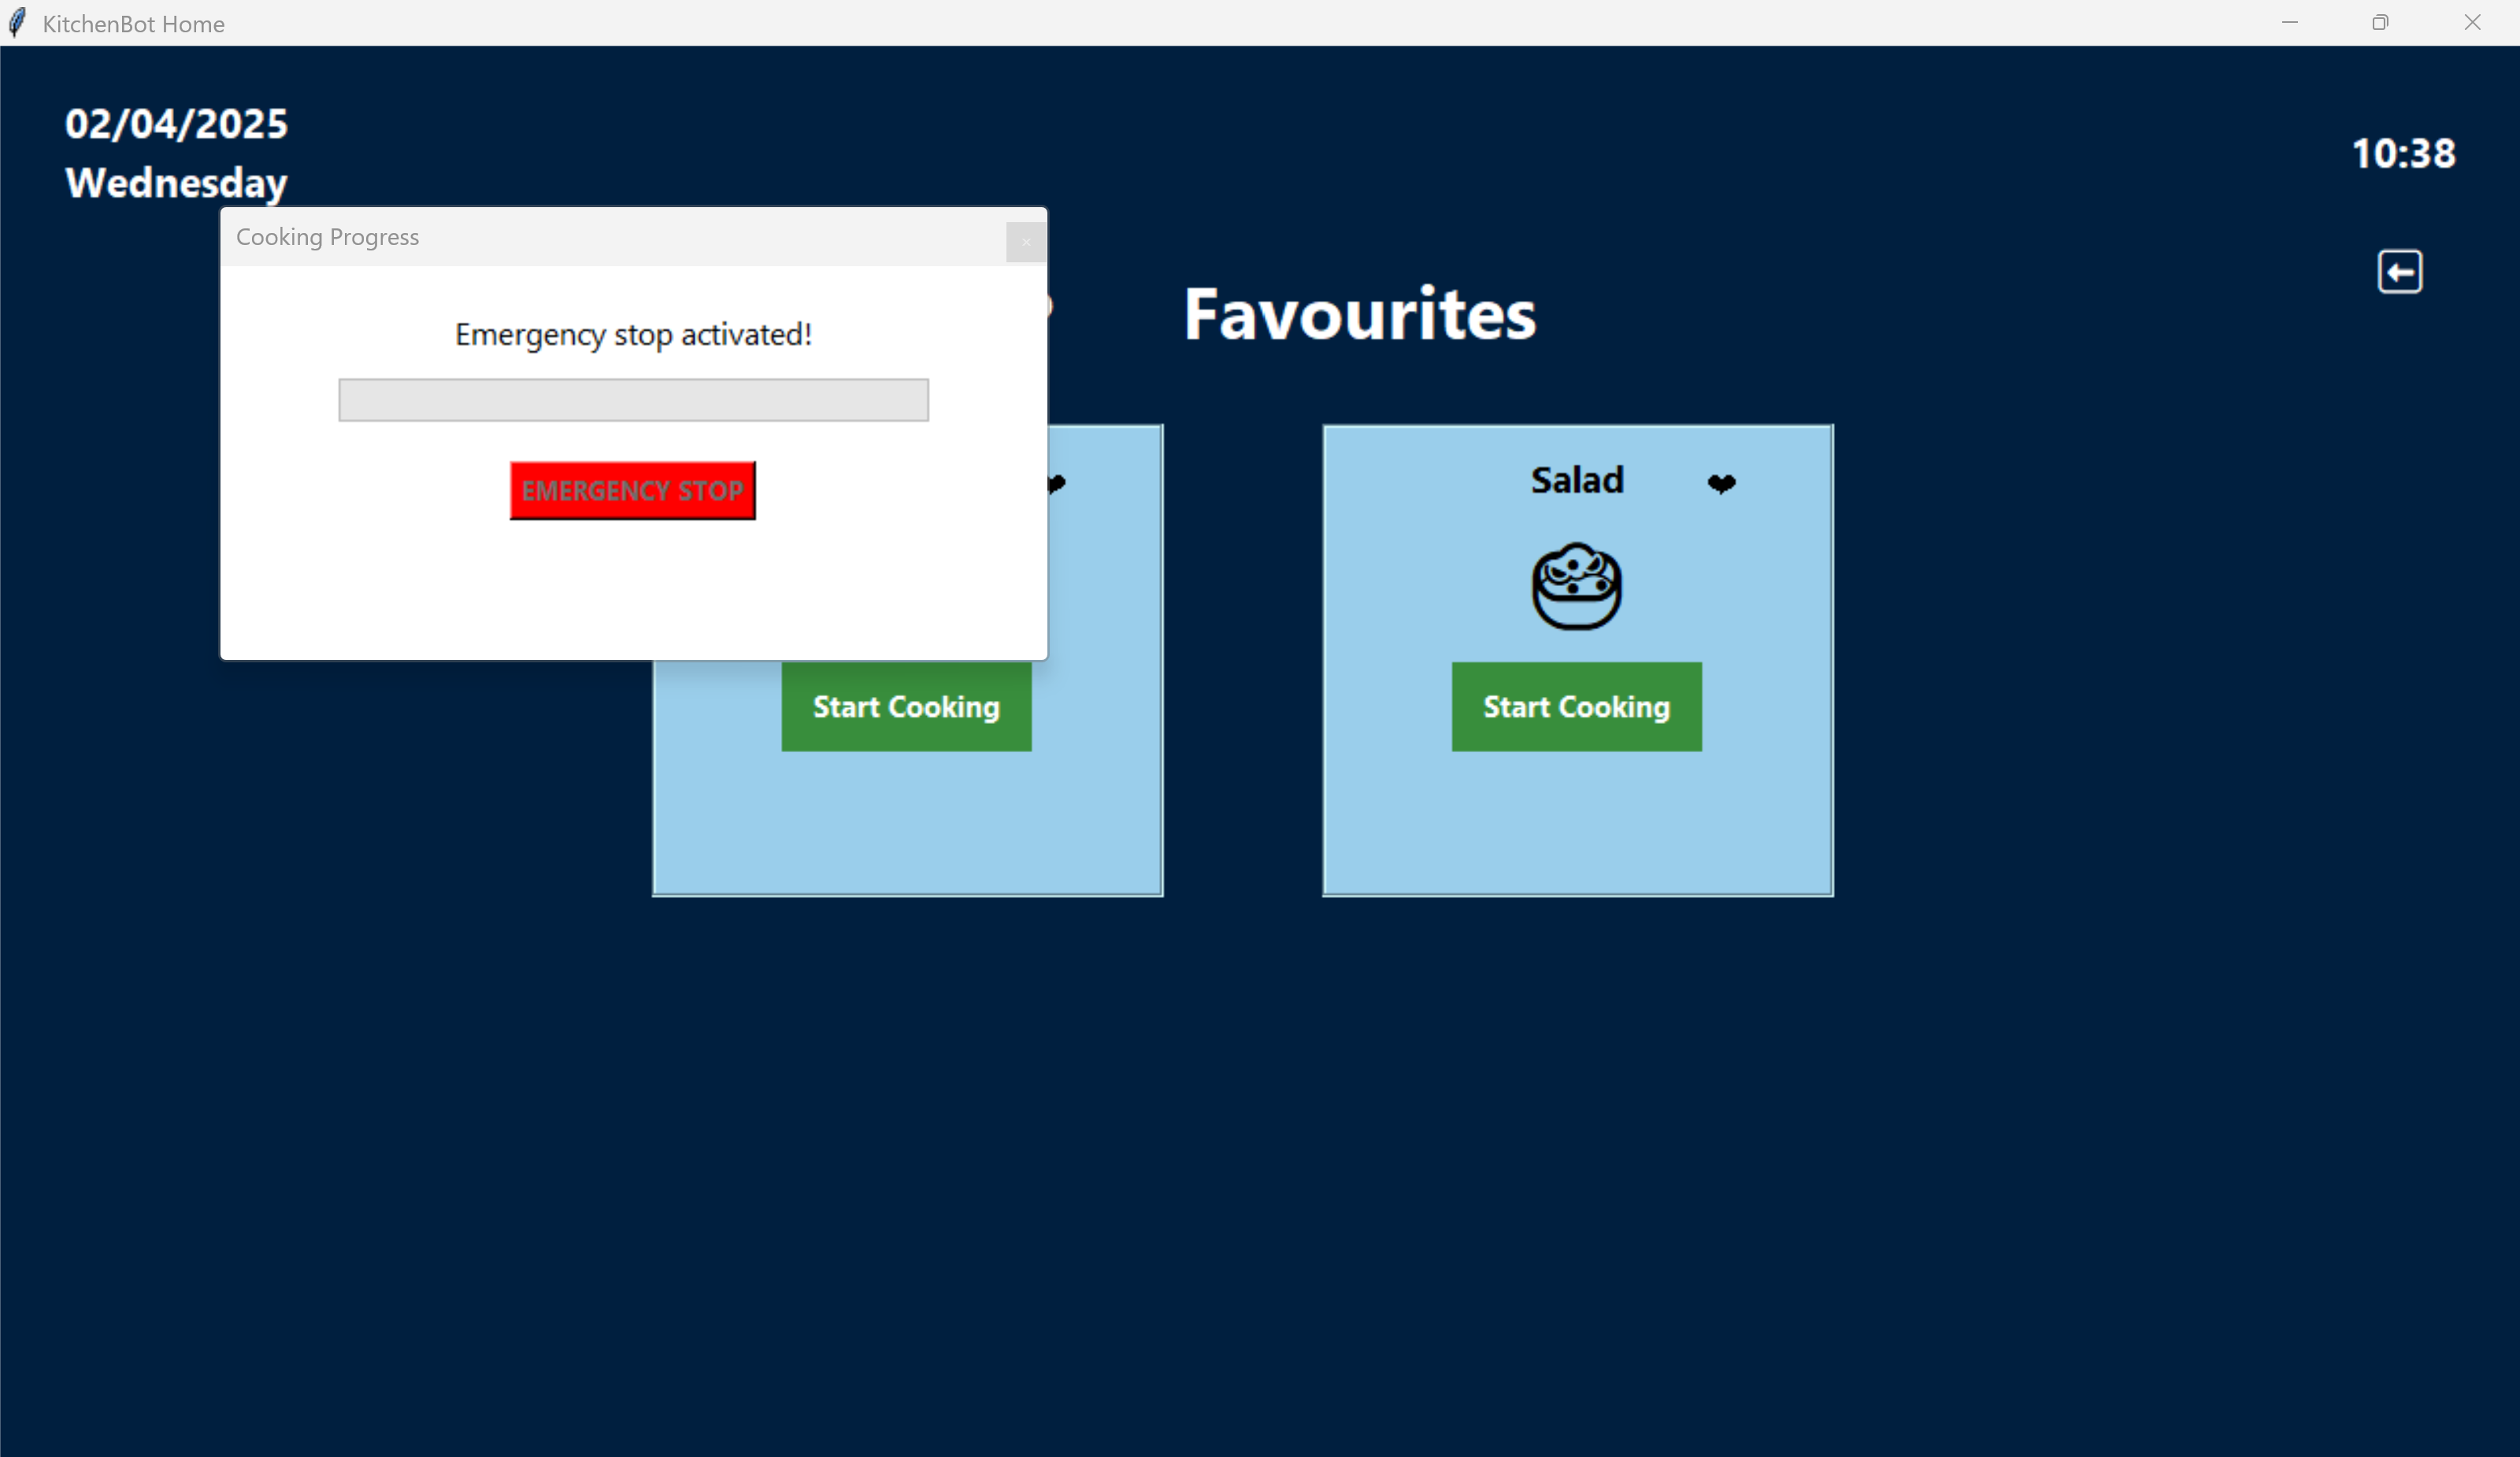 KitchenBot Home
02/04/2025
Wednesday
10:38
Cooking Progress
Emergency stop activated!
EMERGENCY STOP
Favourites
Salad
Start Cooking
Start Cooking